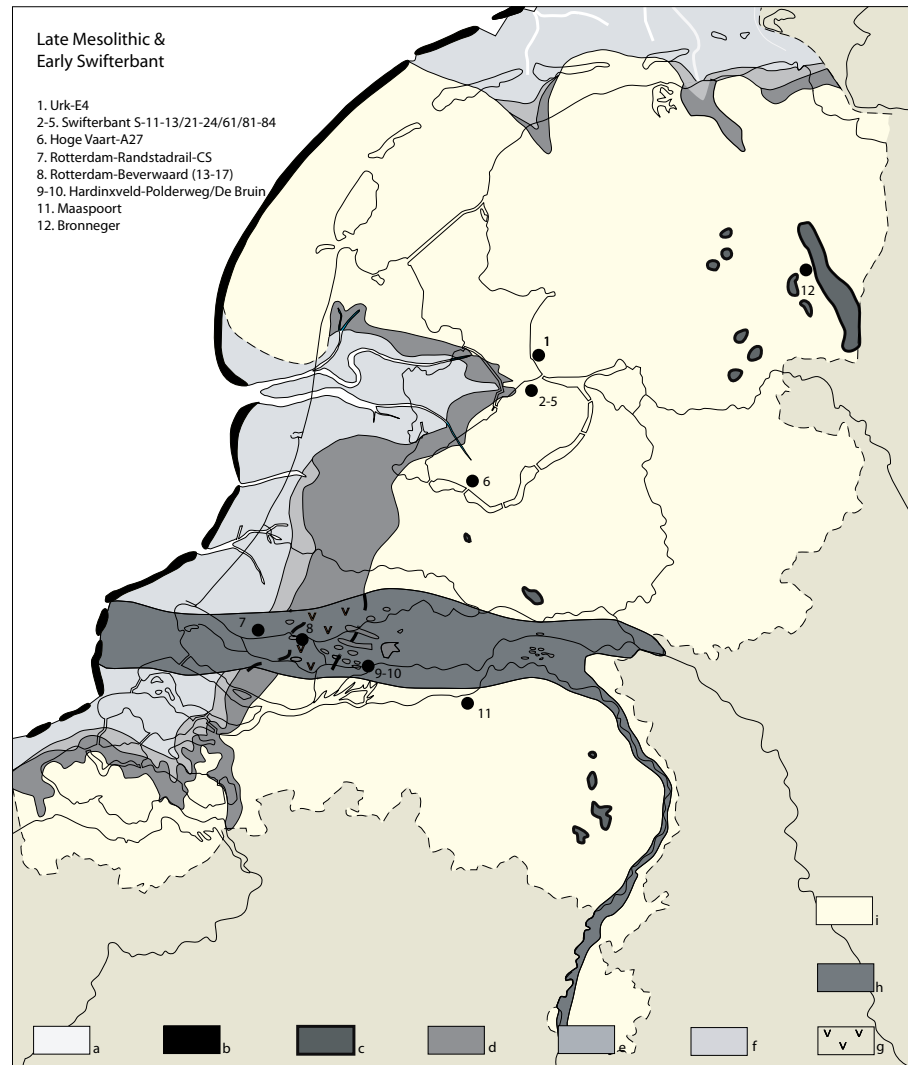 Late Mesolithic &
Early Swifterbant
1. Urk-E4
2-5. Swifterbant S-11-13/21-24/61/81-84
6. Hoge Vaart-A27
7. Rotterdam-Randstadrail-CS
8. Rotterdam-Beverwaard (13-17)
9-10. Hardinxveld-Polderweg/De Bruin
11. Maaspoort
12. Bronneger
12
1
2-5
6
7
8
9-10
11
i
h
a
b
c
d
e
f
g
v v
v
v v
v v
v
v